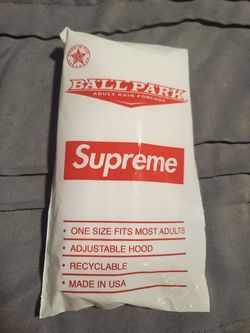 BALL PARK
ADULT RAIN PONCHOS
Supreme
• ONE SIZE FITS MOST ADULTS
• ADJUSTABLE HOOD
• RECYCLABLE
• MADE IN USA